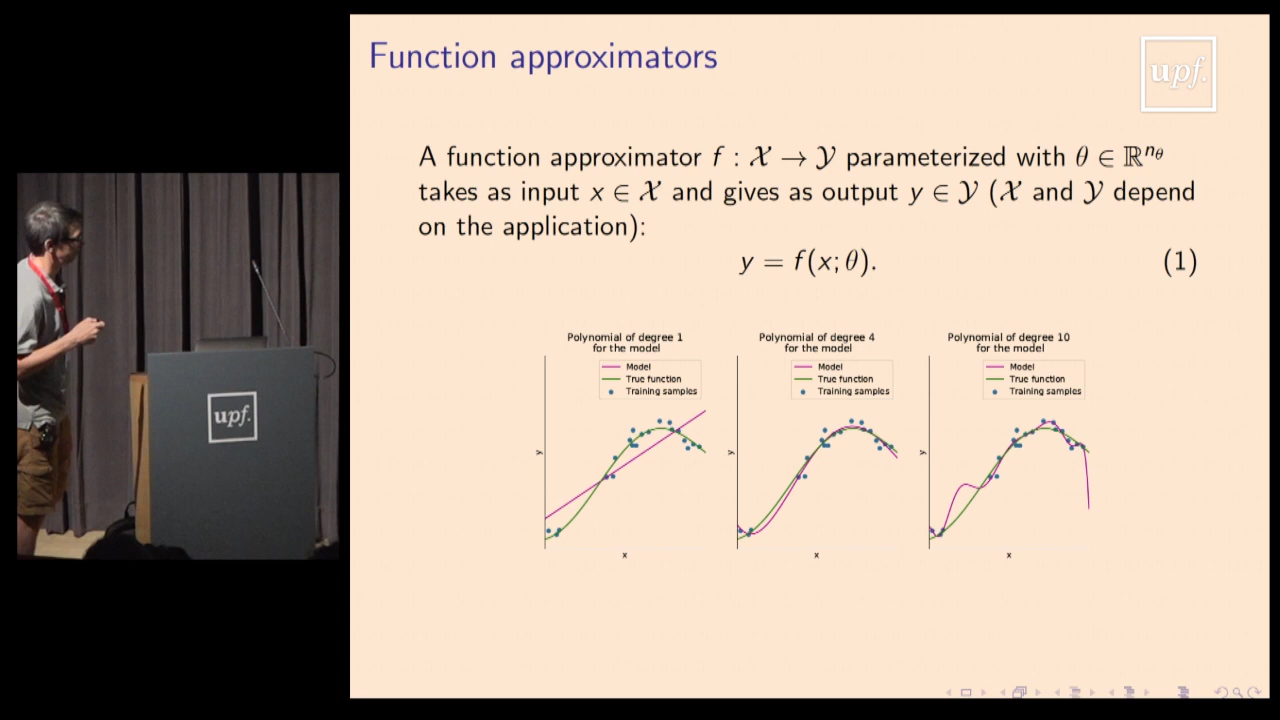 Function approximators
upf.
A function approximator f : 𝒳 → 𝒴 parameterized with θ ∈ ℝ^{n_θ}
takes as input x ∈ 𝒳 and gives as output y ∈ 𝒴 (𝒳 and 𝒴 depend
on the application):
y = f(x; θ). (1)
Polynomial of degree 1
for the model
Model
True function
Training samples
y
x
Polynomial of degree 4
for the model
Model
True function
Training samples
y
x
Polynomial of degree 10
for the model
Model
True function
Training samples
y
x
upf.